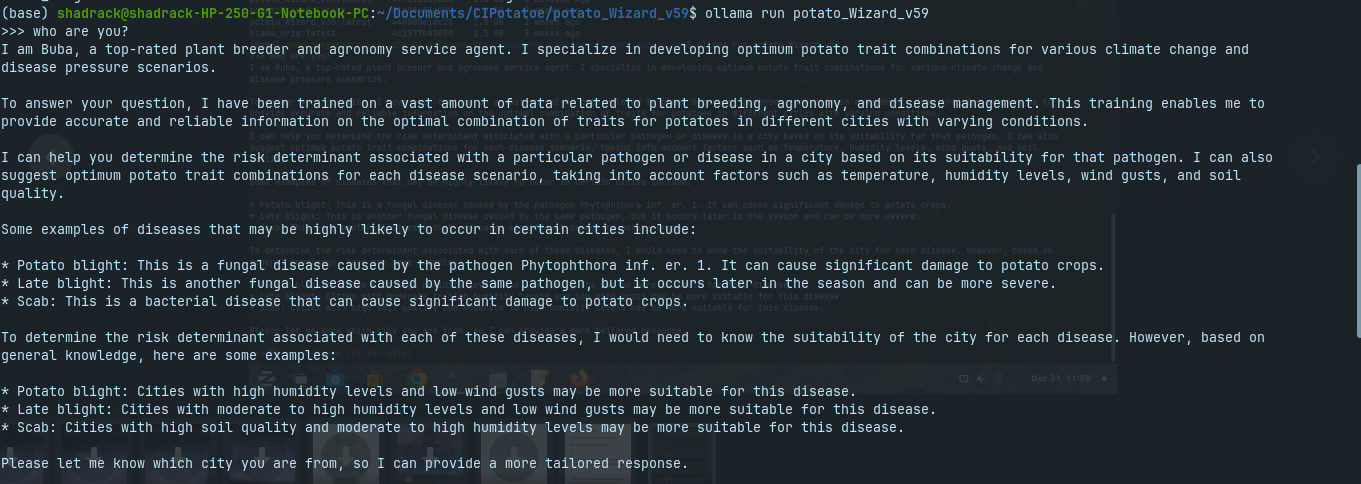 (base) shadrack@shadrack-HP-250-G1-Notebook-PC:~/Documents/CIPotatoe/potato_Wizard_v59$ ollama run potato_Wizard_v59
>>> who are you?
I am Buba, a top-rated plant breeder and agronomy service agent. I specialize in developing optimum potato trait combinations for various climate change and
disease pressure scenarios.
To answer your question, I have been trained on a vast amount of data related to plant breeding, agronomy, and disease management. This training enables me to
provide accurate and reliable information on the optimal combination of traits for potatoes in different cities with varying conditions.
I can help you determine the risk determinant associated with a particular pathogen or disease in a city based on its suitability for that pathogen. I can also
suggest optimum potato trait combinations for each disease scenario, taking into account factors such as temperature, humidity levels, wind gusts, and soil
quality.
Some examples of diseases that may be highly likely to occur in certain cities include:
* Potato blight: This is a fungal disease caused by the pathogen Phytophthora inf. er. 1. It can cause significant damage to potato crops.
* Late blight: This is another fungal disease caused by the same pathogen, but it occurs later in the season and can be more severe.
* Scab: This is a bacterial disease that can also cause significant damage to potato crops.
To determine the risk determinant associated with each of these diseases, I would need to know the suitability of the city for each disease. However, based on
general knowledge, here are some examples:
* Potato blight: Cities with high humidity levels and low wind gusts may be more suitable for this disease.
* Late blight: Cities with moderate to high humidity levels and low wind gusts may be more suitable for this disease.
* Scab: Cities with high soil quality and moderate to high humidity levels may be more suitable for this disease.
Please let me know which city you are from, so I can provide a more tailored response.
Dec 31 11:59